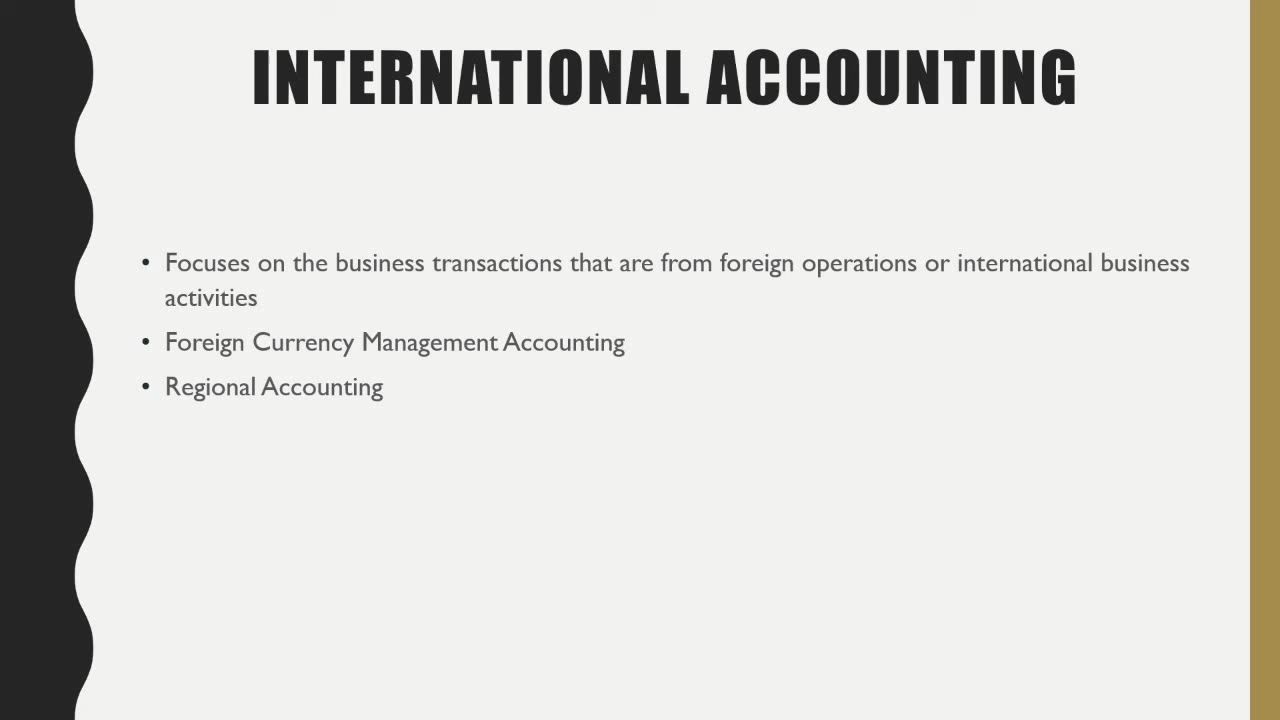 INTERNATIONAL ACCOUNTING
• Focuses on the business transactions that are from foreign operations or international business
activities
• Foreign Currency Management Accounting
• Regional Accounting